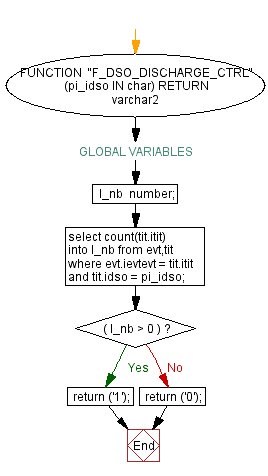 FUNCTION "F_DSO_DISCHARGE_CTRL"
(pi_idso IN char) RETURN
varchar2
GLOBAL VARIABLES
l_nb number;
select count(tit.itit)
into l_nb from evt,tit
where evt.ievtevt = tit.itit
and tit.idso = pi_idso;
( l_nb > 0 ) ?
Yes
No
return ('1');
return ('0');
End